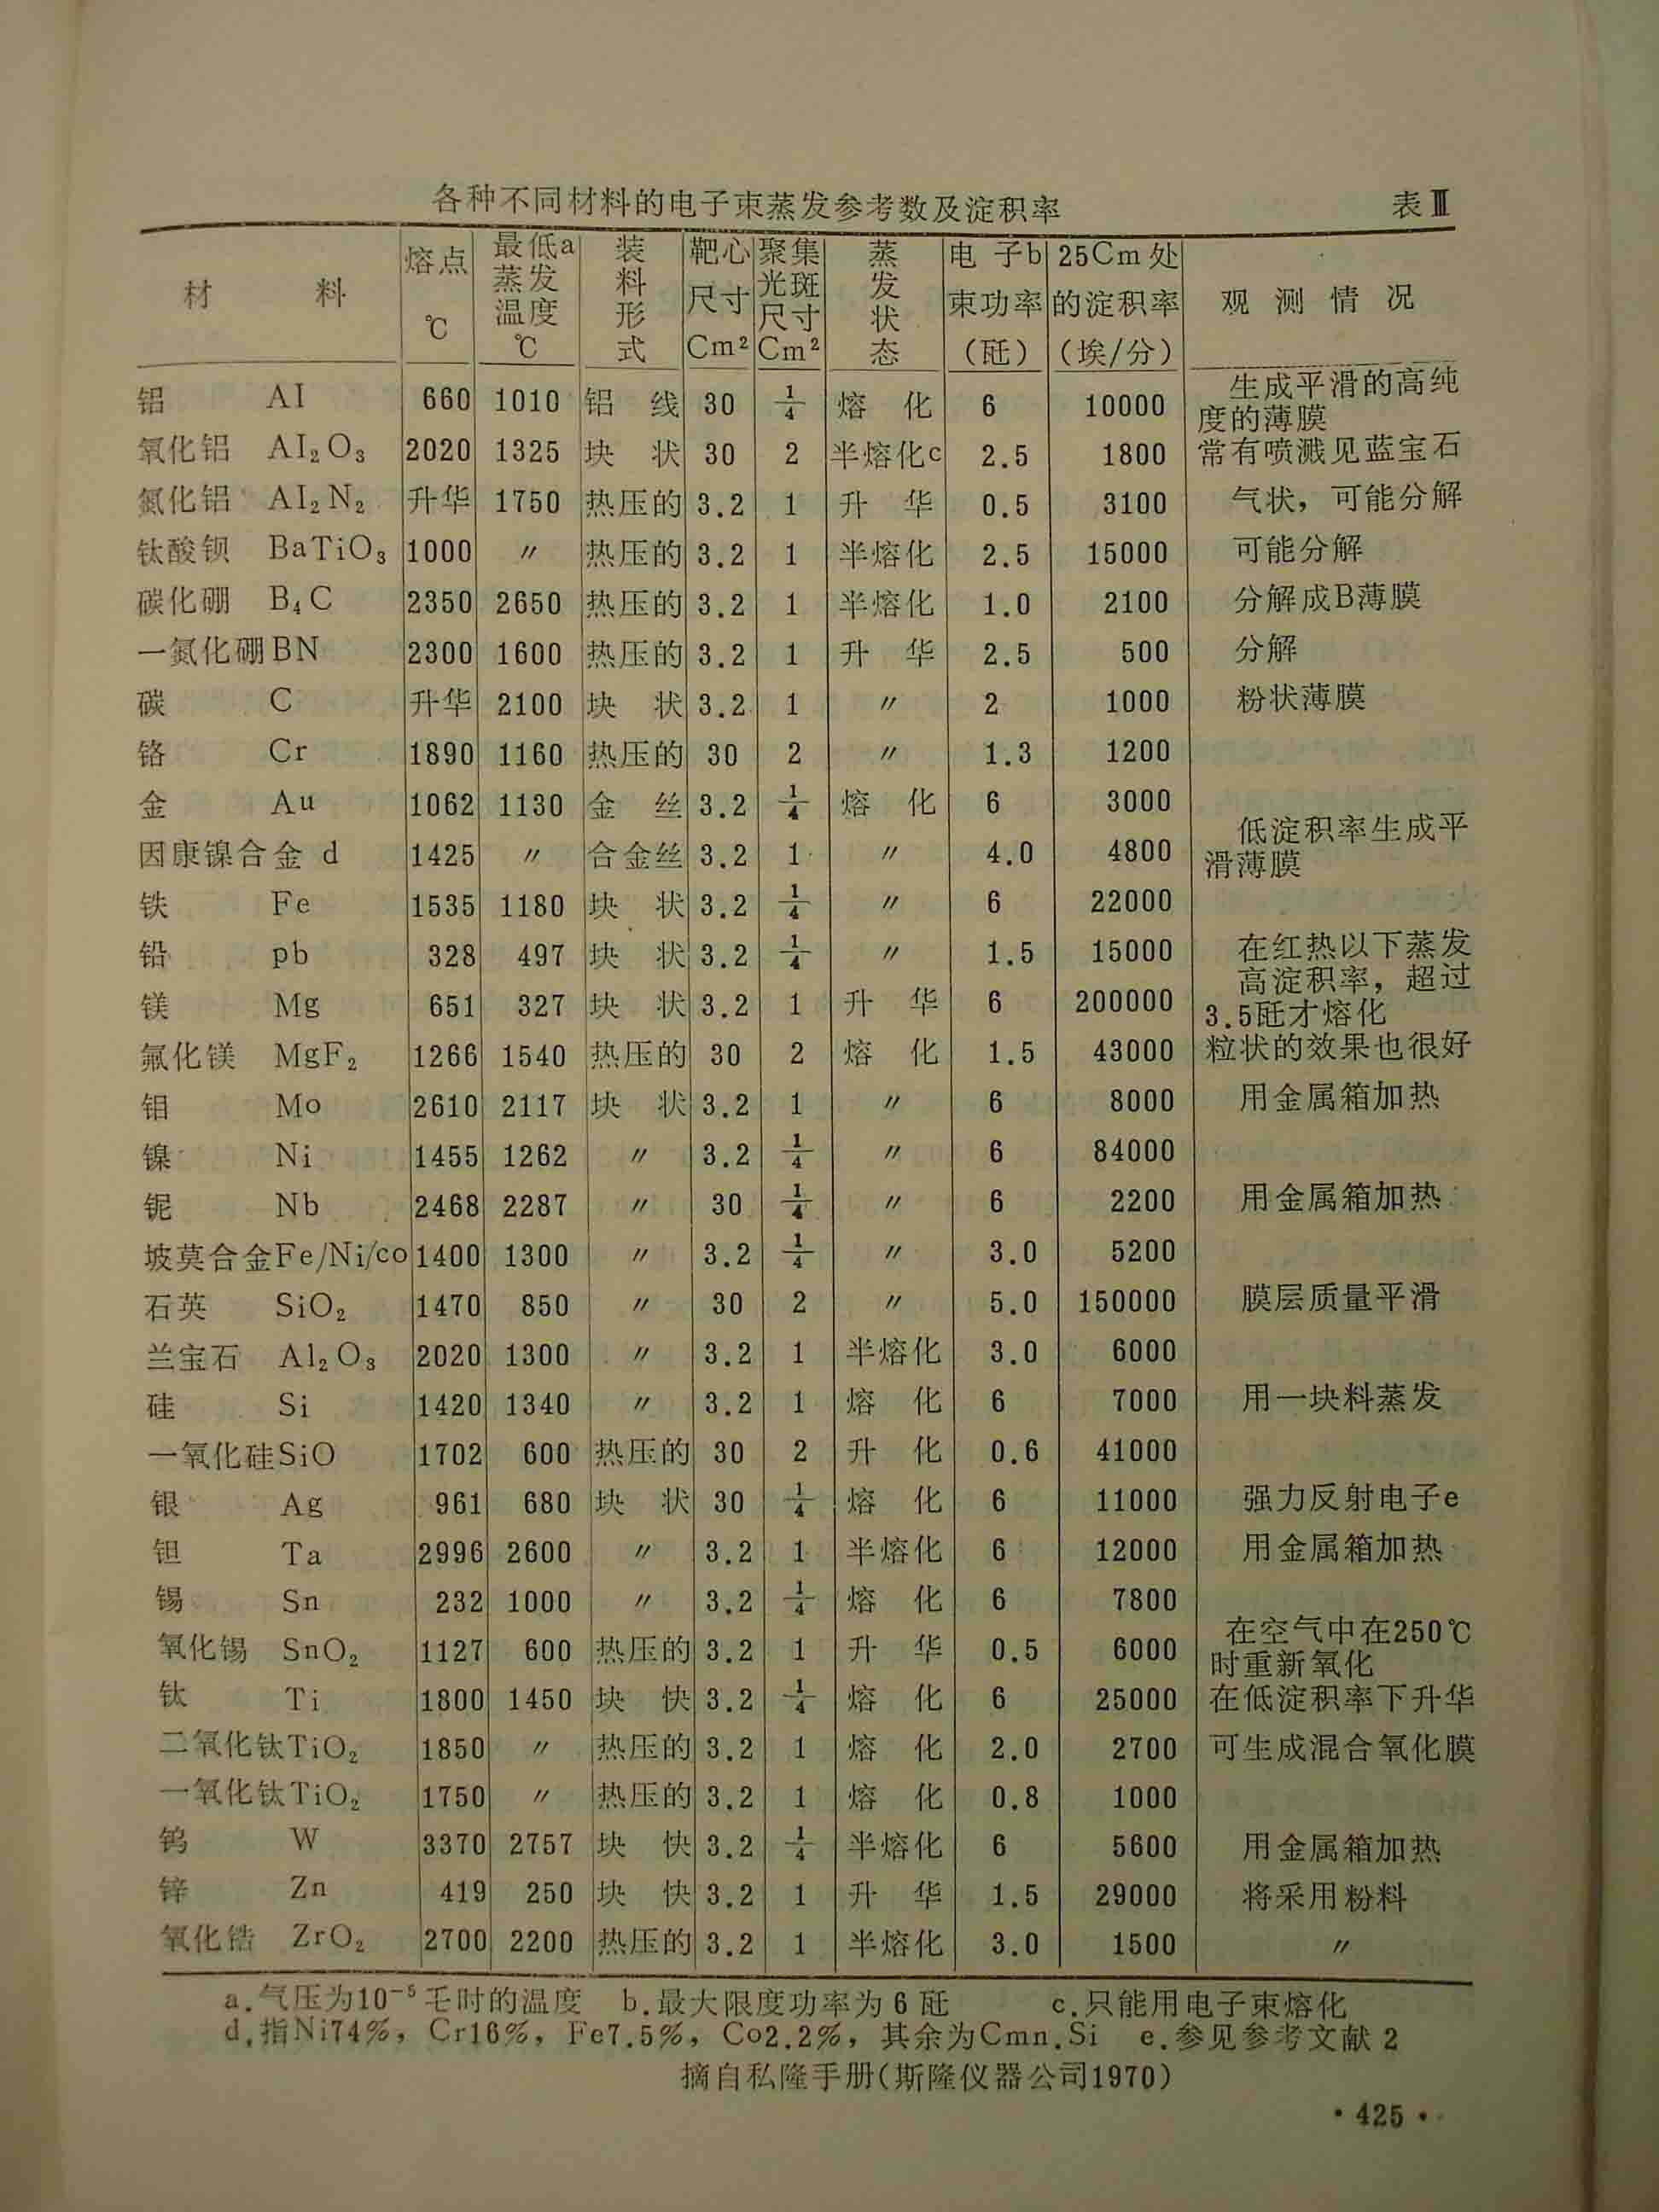 各种不同材料的电子束蒸发参考数及淀积率 表Ⅲ
材 料 熔点 ℃ 最低a 蒸发 温度 ℃ 装料形式 靶心 尺寸 Cm² 聚集 光斑 尺寸 Cm² 蒸发状态 电子b 束功率 (瓩) 25Cm处 的淀积率 (埃/分) 观测情况
铝 AI 660 1010 铝线 30 1/4 熔化 6 10000 生成平滑的高纯度的薄膜
氧化铝 AI₂O₃ 2020 1325 块状 30 2 半熔化c 2.5 1800 常有喷溅见蓝宝石
氮化铝 AI₂N₂ 升华 1750 热压的 3.2 1 升华 0.5 3100 气状，可能分解
钛酸钡 BaTiO₃ 1000 〃 热压的 3.2 1 半熔化 2.5 15000 可能分解
碳化硼 B₄C 2350 2650 热压的 3.2 1 半熔化 1.0 2100 分解成B薄膜
一氮化硼 BN 2300 1600 热压的 3.2 1 升华 2.5 500 分解
碳 C 升华 2100 块状 3.2 1 〃 2 1000 粉状薄膜
铬 Cr 1890 1160 热压的 30 2 〃 1.3 1200
金 Au 1062 1130 金丝 3.2 1/4 熔化 6 3000
因康镍合金 d 1425 〃 合金丝 3.2 1 〃 4.0 4800 低淀积率生成平滑薄膜
铁 Fe 1535 1180 块状 3.2 1/4 〃 6 22000
铅 pb 328 497 块状 3.2 1/4 〃 1.5 15000 在红热以下蒸发
镁 Mg 651 327 块状 3.2 1 升华 6 200000 高淀积率，超过3.5瓩才熔化
氟化镁 MgF₂ 1266 1540 热压的 30 2 熔化 1.5 43000 粒状的效果也很好
钼 Mo 2610 2117 块状 3.2 1 〃 6 8000 用金属箱加热
镍 Ni 1455 1262 〃 3.2 1/4 〃 6 84000
铌 Nb 2468 2287 〃 30 1/4 〃 6 2200 用金属箱加热
坡莫合金Fe/Ni/co 1400 1300 〃 3.2 1/4 〃 3.0 5200
石英 SiO₂ 1470 850 〃 30 2 〃 5.0 150000 膜层质量平滑
兰宝石 Al₂O₃ 2020 1300 〃 3.2 1 半熔化 3.0 6000
硅 Si 1420 1340 〃 3.2 1 熔化 6 7000 用一块料蒸发
一氧化硅SiO 1702 600 热压的 30 2 升化 0.6 41000
银 Ag 961 680 块状 30 1/4 熔化 6 11000 强力反射电子e
钽 Ta 2996 2600 〃 3.2 1 半熔化 6 12000 用金属箱加热
锡 Sn 232 1000 〃 3.2 1/4 熔化 6 7800
氧化锡 SnO₂ 1127 600 热压的 3.2 1 升华 0.5 6000 在空气中在250℃时重新氧化
钛 Ti 1800 1450 块快 3.2 1/4 熔化 6 25000 在低淀积率下升华
二氧化钛TiO₂ 1850 〃 热压的 3.2 1 熔化 2.0 2700 可生成混合氧化膜
一氧化钛TiO₂ 1750 〃 热压的 3.2 1 熔化 0.8 1000
钨 W 3370 2757 块快 3.2 1/4 半熔化 6 5600 用金属箱加热
锌 Zn 419 250 块快 3.2 1 升华 1.5 29000 将采用粉料
氧化锆 ZrO₂ 2700 2200 热压的 3.2 1 半熔化 3.0 1500 〃
a.气压为10⁻⁵乇时的温度 b.最大限度功率为6瓩 c.只能用电子束熔化
d.指Ni74%，Cr16%，Fe7.5%，Co2.2%，其余为Cmn.Si e.参见参考文献2
摘自私隆手册(斯隆仪器公司1970)
·425·